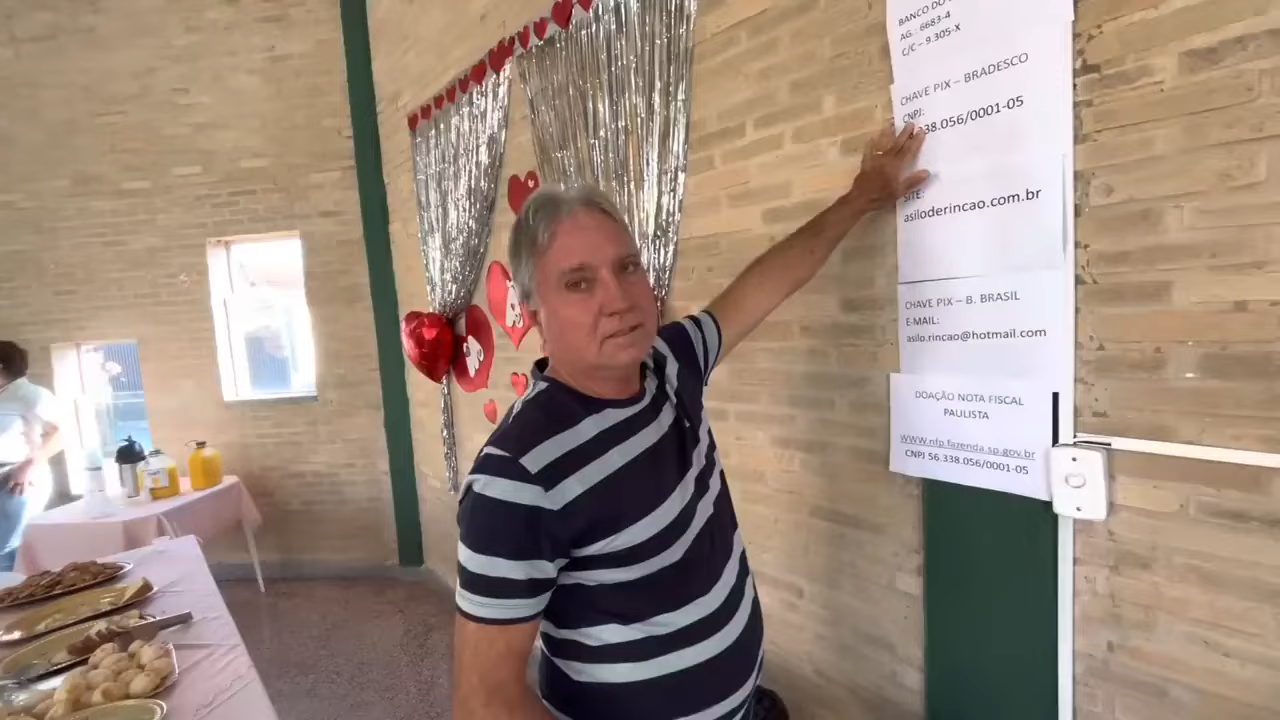 BANCO DO
AG.: 6683-4
C/C – 9.305-X
CHAVE PIX – BRADESCO
CNPJ:
338.056/0001-05
SITE:
asiloderincao.com.br
CHAVE PIX – B. BRASIL
E-MAIL:
asilo.rincao@hotmail.com
DOAÇÃO NOTA FISCAL
PAULISTA
WWW.nfp.fazenda.sp.gov.br
CNPJ 56.338.056/0001-05